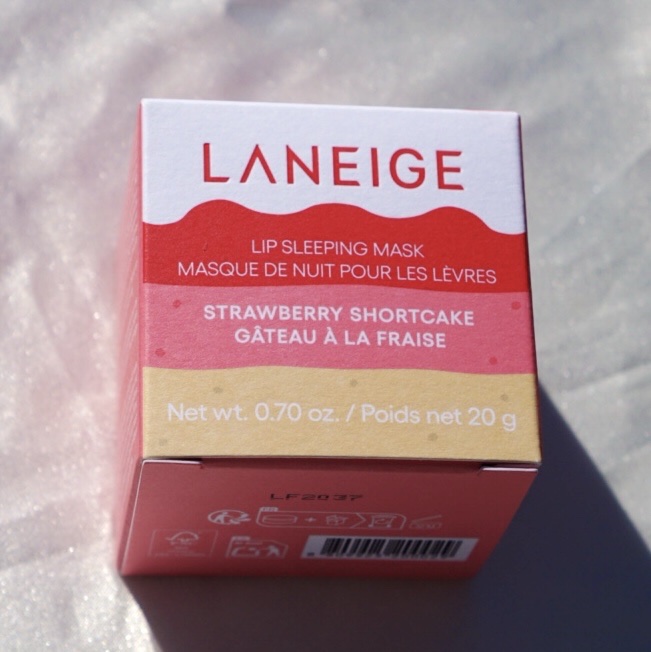 LANEIGE
LIP SLEEPING MASK
MASQUE DE NUIT POUR LES LÈVRES
STRAWBERRY SHORTCAKE
GÂTEAU À LA FRAISE
Net wt. 0.70 oz. / Poids net 20 g
LF2037